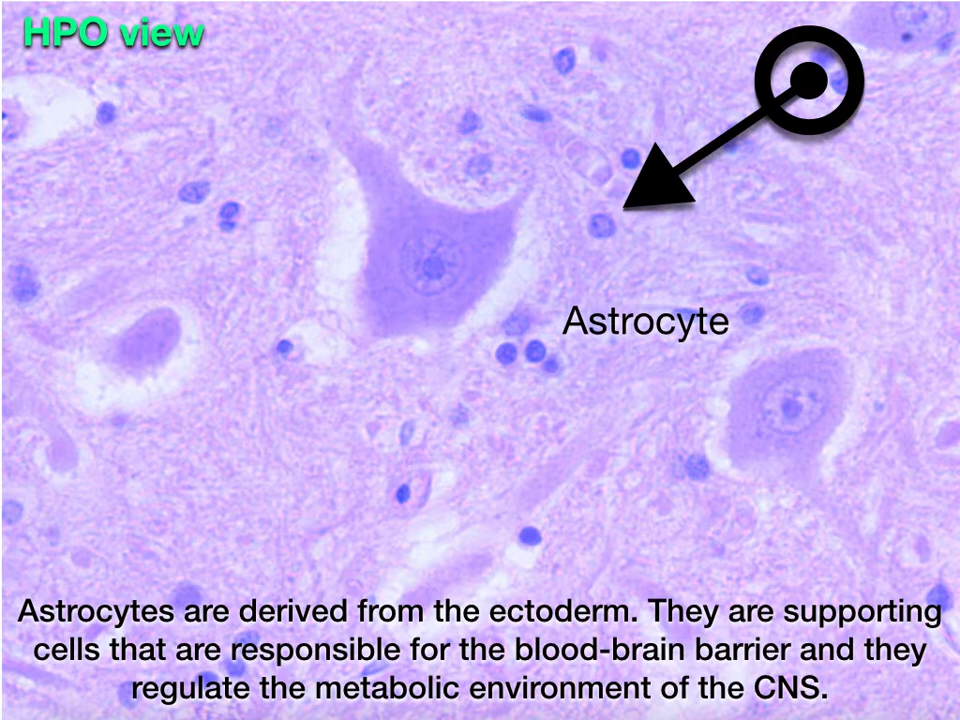 HPO view
Astrocyte
Astrocytes are derived from the ectoderm. They are supporting
cells that are responsible for the blood-brain barrier and they
regulate the metabolic environment of the CNS.